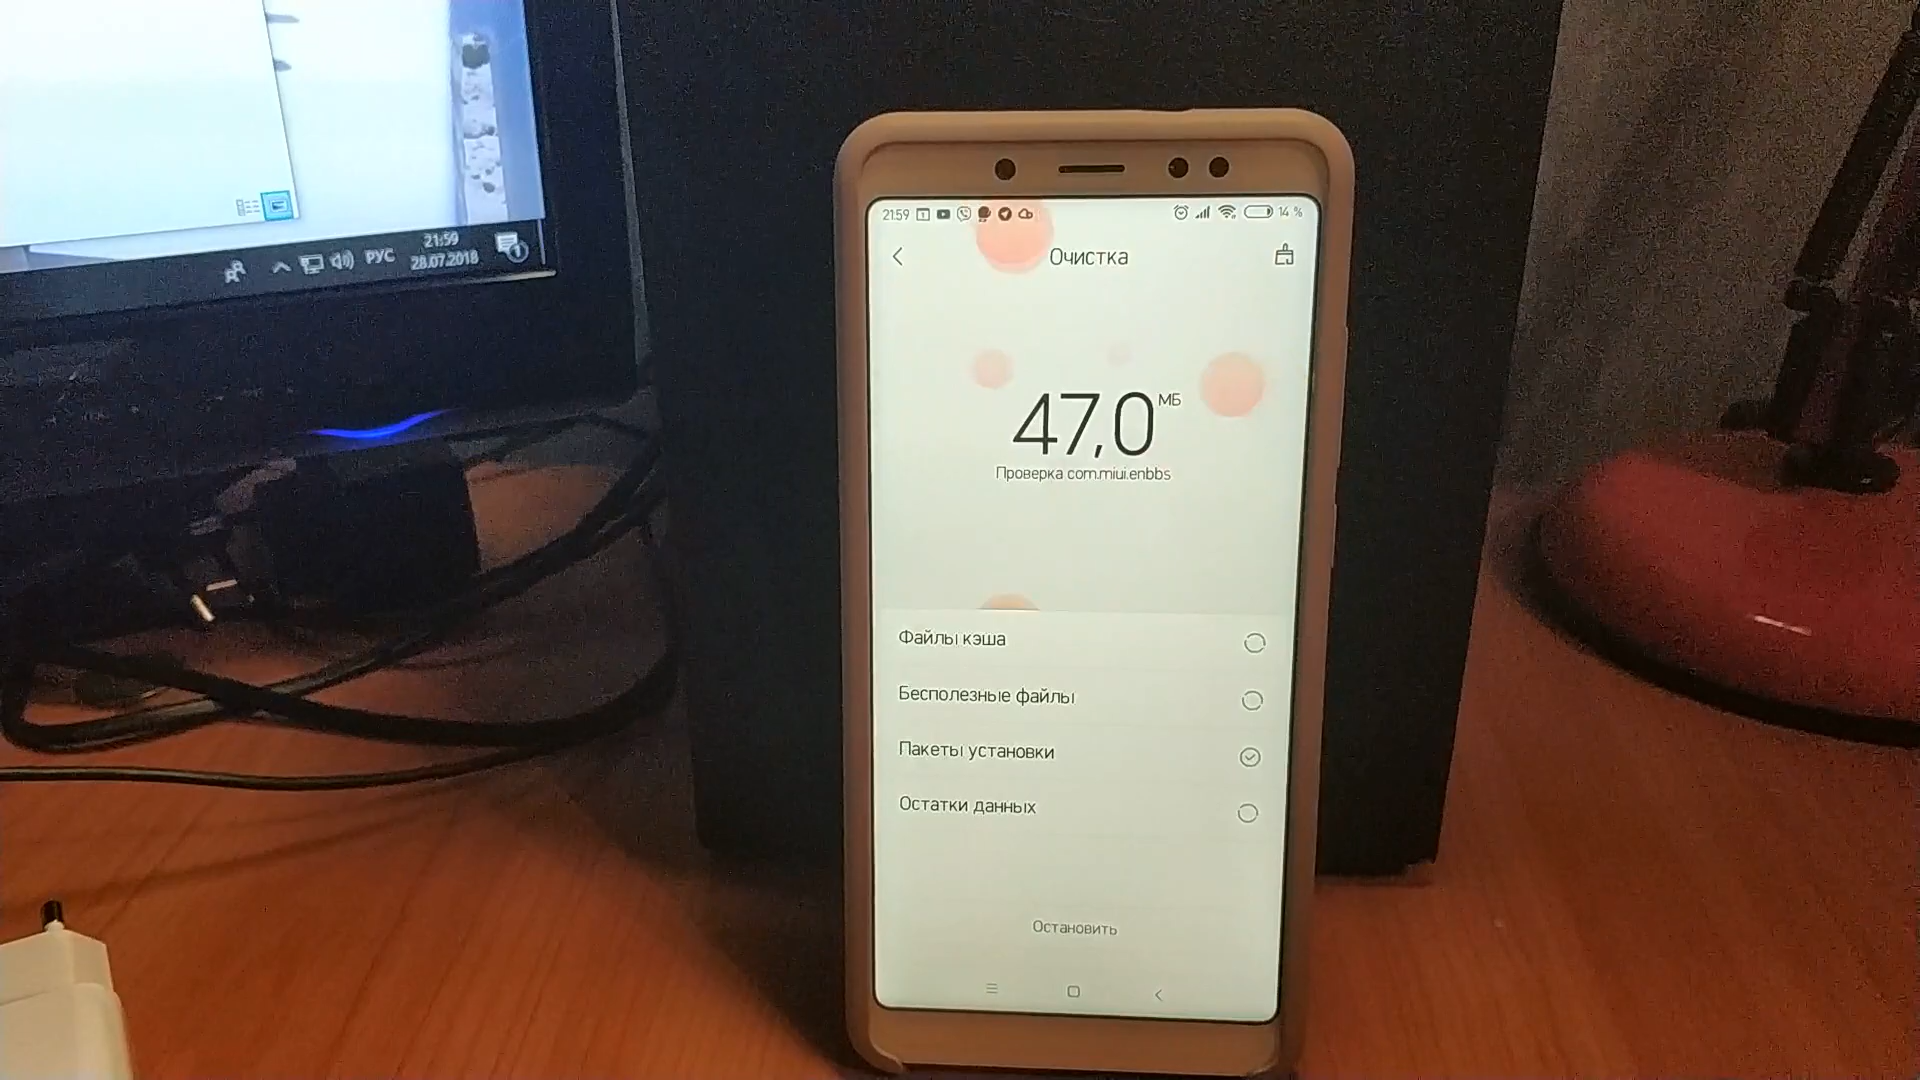 21:59
РУС
28.07.2018
21:59
14 %
Очистка
47,0 МБ
Проверка com.miui.enbbs
Файлы кэша
Бесполезные файлы
Пакеты установки
Остатки данных
Остановить